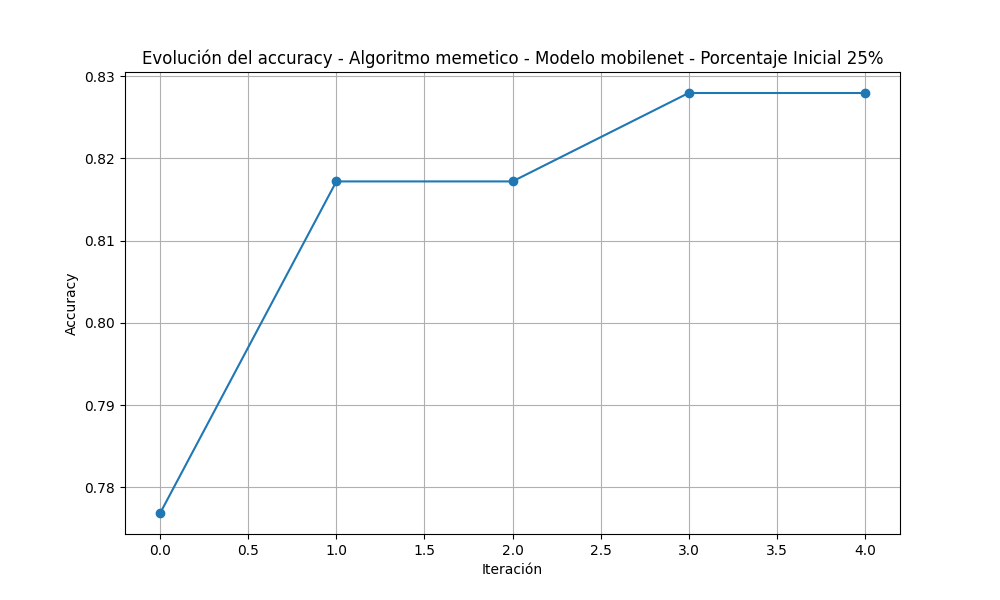 Evolución del accuracy - Algoritmo memetico - Modelo mobilenet - Porcentaje Inicial 25%
0.83
0.82
0.81
0.80
0.79
0.78
Accuracy
0.0 0.5 1.0 1.5 2.0 2.5 3.0 3.5 4.0
Iteración